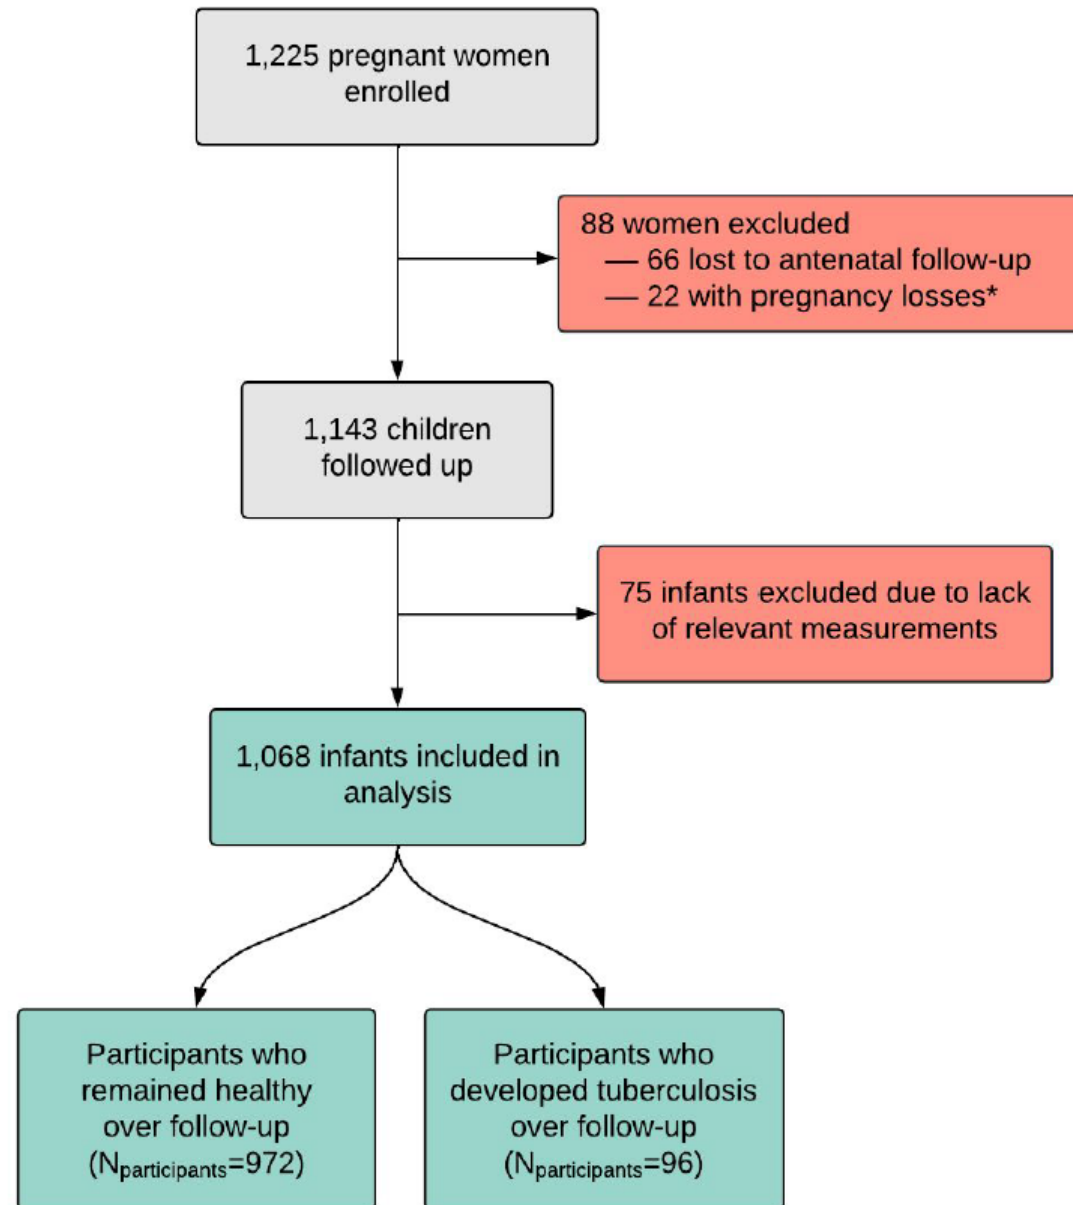 1,225 pregnant women
enrolled
88 women excluded
— 66 lost to antenatal follow-up
— 22 with pregnancy losses*
1,143 children
followed up
75 infants excluded due to lack
of relevant measurements
1,068 infants included in
analysis
Participants who
remained healthy
over follow-up
(Nparticipants=972)
Participants who
developed tuberculosis
over follow-up
(Nparticipants=96)